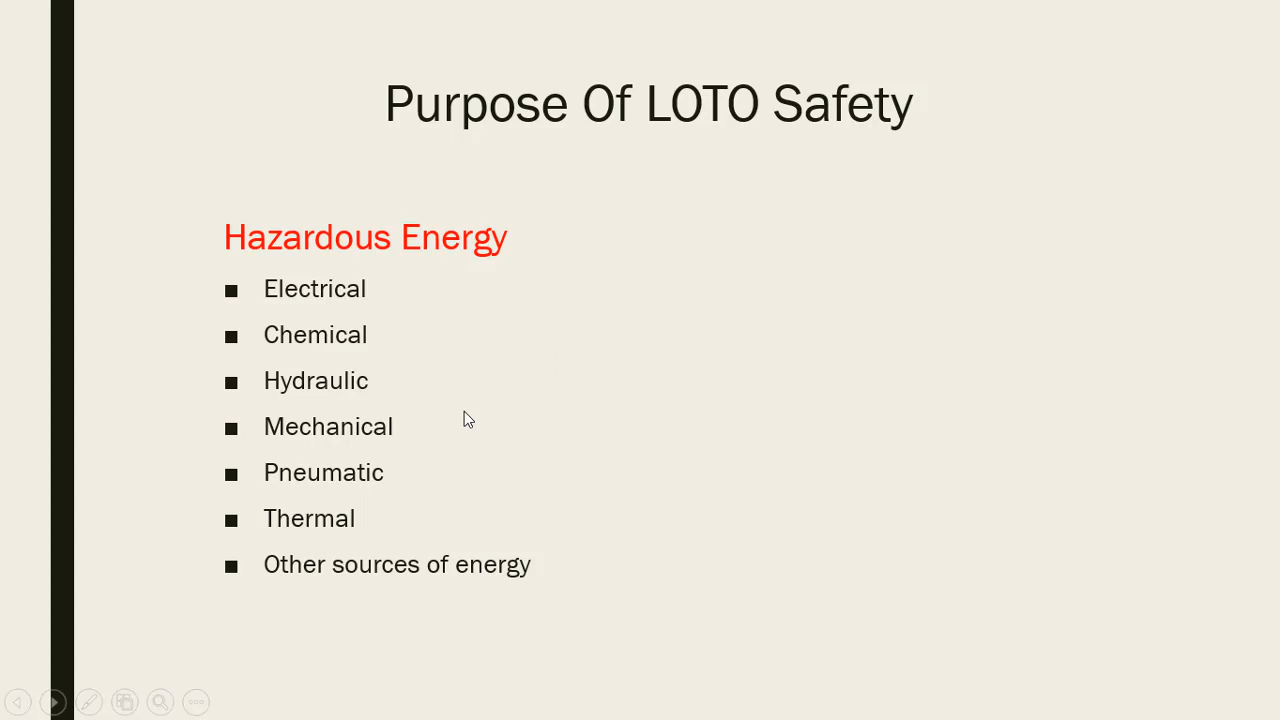 Purpose Of LOTO Safety
Hazardous Energy
■ Electrical
■ Chemical
■ Hydraulic
■ Mechanical
■ Pneumatic
■ Thermal
■ Other sources of energy